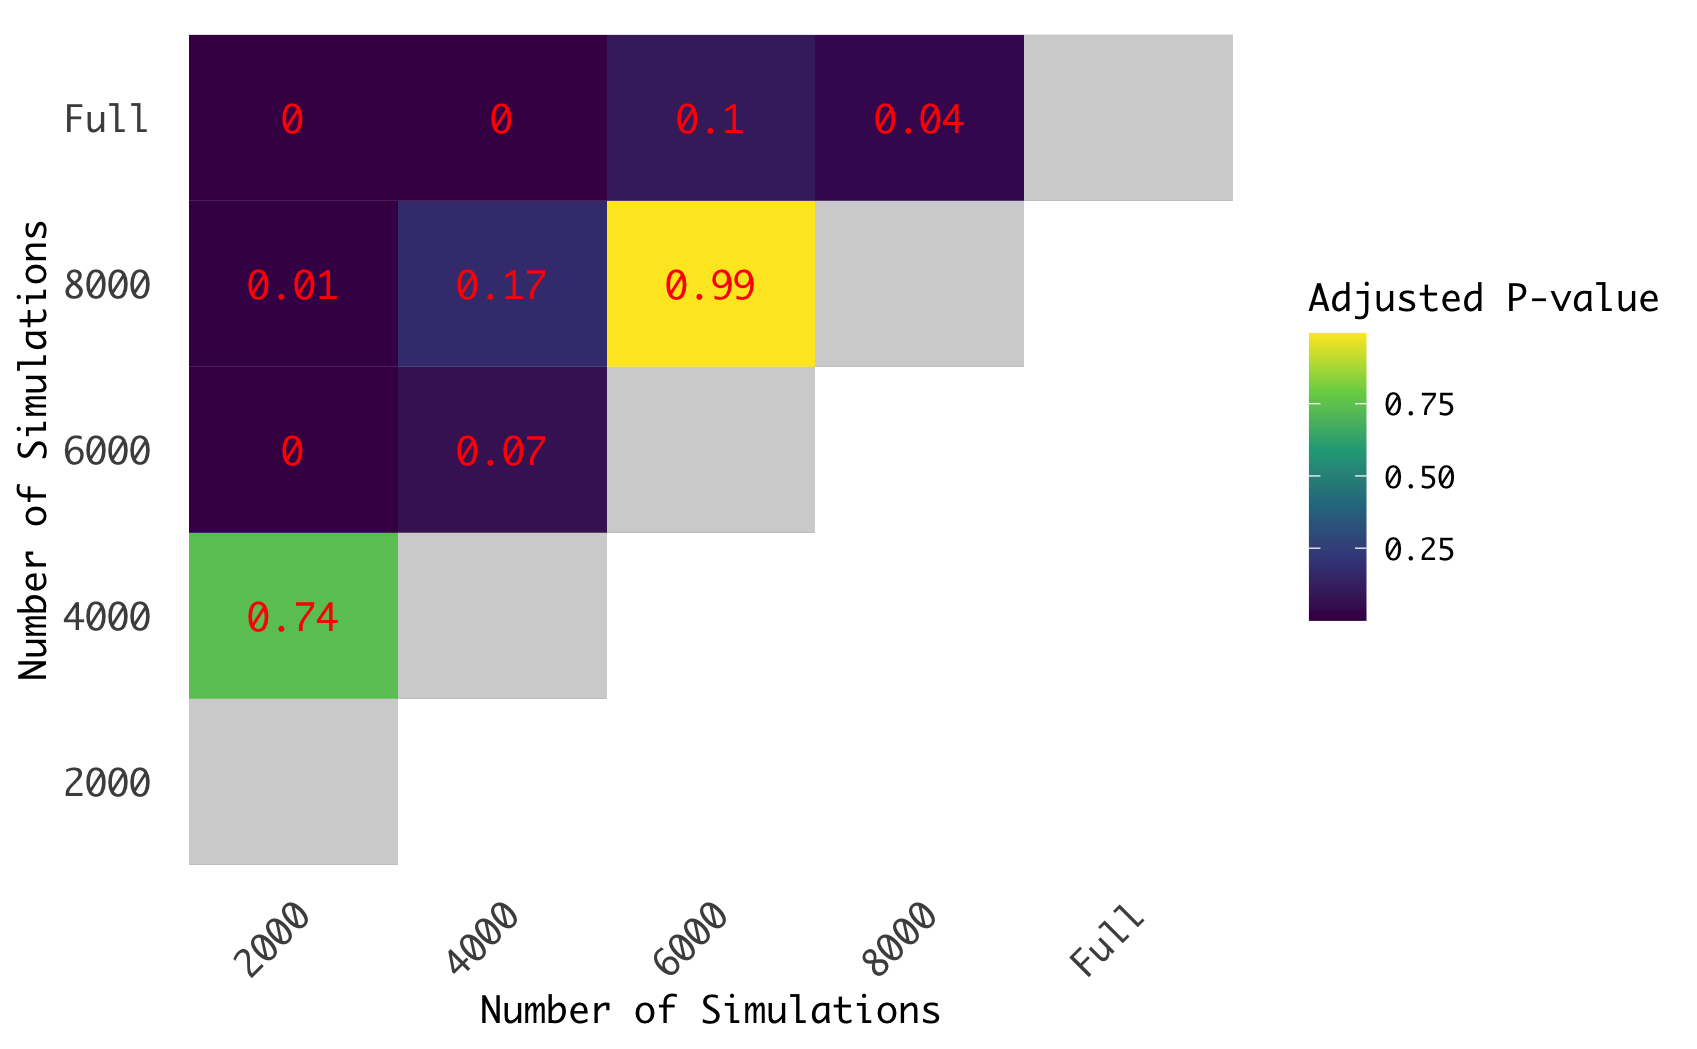 Full 0 0 0.1 0.04
8000 0.01 0.17 0.99
6000 0 0.07
4000 0.74
2000
2000 4000 6000 8000 Full
Number of Simulations
Number of Simulations
Adjusted P-value
0.75
0.50
0.25